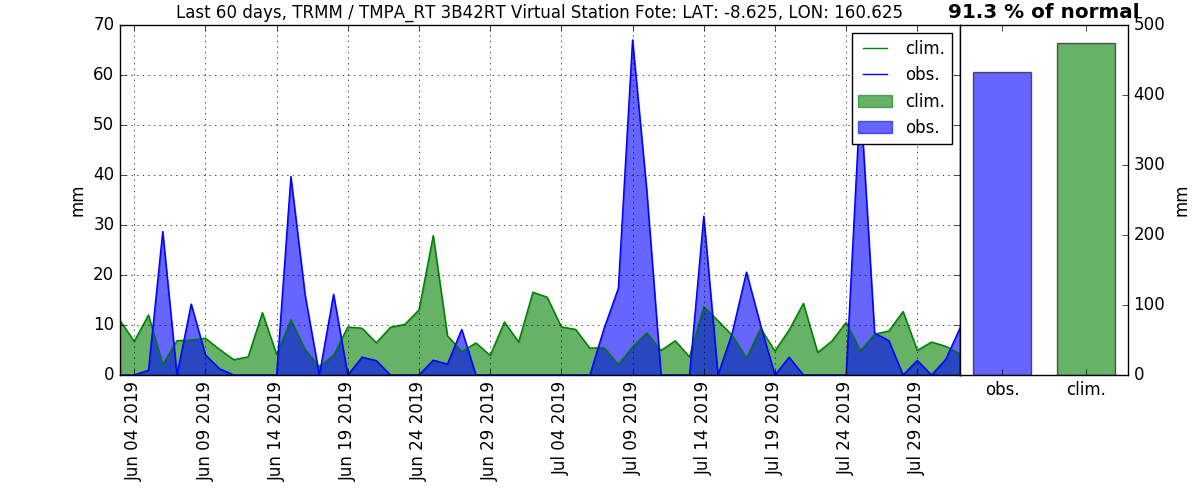 Last 60 days, TRMM / TMPA_RT 3B42RT Virtual Station Fote: LAT: -8.625, LON: 160.625
91.3 % of normal
70
60
50
40
30
20
10
0
mm
clim.
obs.
clim.
obs.
Jun 04 2019
Jun 09 2019
Jun 14 2019
Jun 19 2019
Jun 24 2019
Jun 29 2019
Jul 04 2019
Jul 09 2019
Jul 14 2019
Jul 19 2019
Jul 24 2019
Jul 29 2019
500
400
300
200
100
0
mm
obs.
clim.